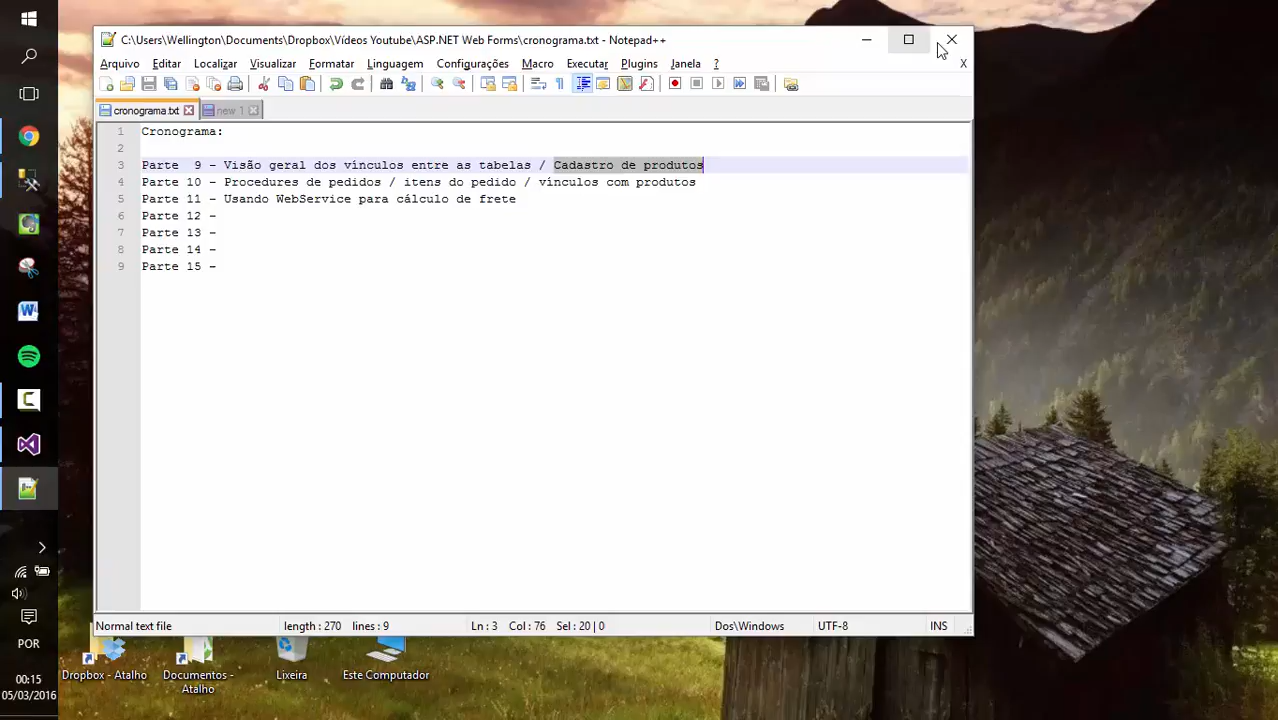 C:\Users\Wellington\Documents\Dropbox\Vídeos Youtube\ASP.NET Web Forms\cronograma.txt - Notepad++
Arquivo Editar Localizar Visualizar Formatar Linguagem Configurações Macro Executar Plugins Janela ? X
cronograma.txt new 1
1 Cronograma:
2
3 Parte  9 - Visão geral dos vínculos entre as tabelas / Cadastro de produtos
4 Parte 10 - Procedures de pedidos / itens do pedido / vínculos com produtos
5 Parte 11 - Usando WebService para cálculo de frete
6 Parte 12 -
7 Parte 13 -
8 Parte 14 -
9 Parte 15 -
Normal text file length : 270 lines : 9 Ln : 3 Col : 76 Sel : 20 | 0 Dos\Windows UTF-8 INS
POR
Dropbox - Atalho
Documentos - Atalho
Lixeira
Este Computador
00:15
05/03/2016